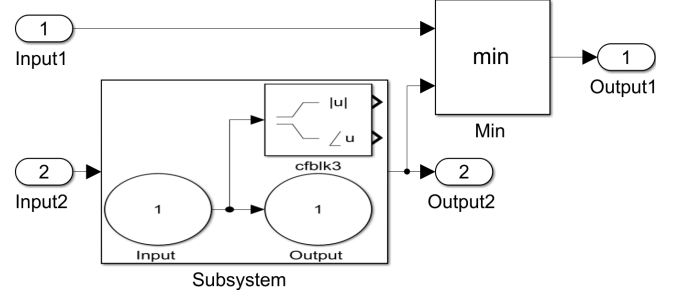 1
Input1
min
Min
1
Output1
|u|
∠u
cfblk3
2
Input2
1
Input
1
Output
2
Output2
Subsystem